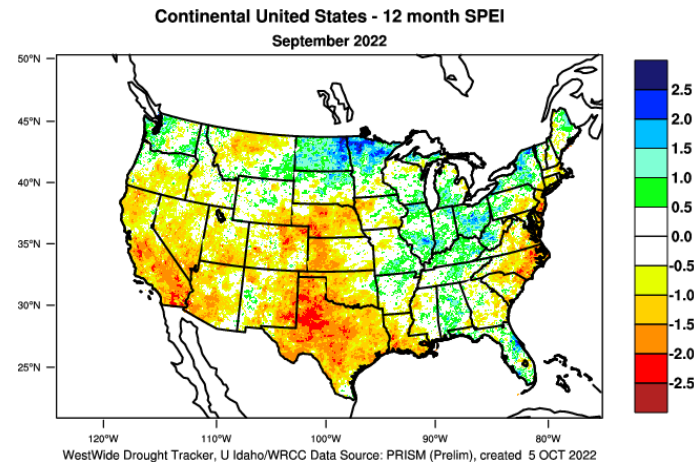 Continental United States - 12 month SPEI
September 2022
50°N
45°N
40°N
35°N
30°N
25°N
120°W
110°W
100°W
90°W
80°W
2.5
2.0
1.5
1.0
0.5
0.0
-0.5
-1.0
-1.5
-2.0
-2.5
WestWide Drought Tracker, U Idaho/WRCC Data Source: PRISM (Prelim), created 5 OCT 2022